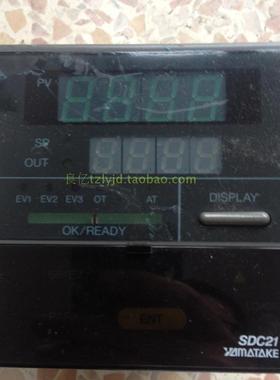 PV
SP
OUT
良亿tzlyjd.taobao.com
EV1 EV2 EV3 OT AT
DISPLAY
OK/READY
ENT
SDC21
YAMATAKE